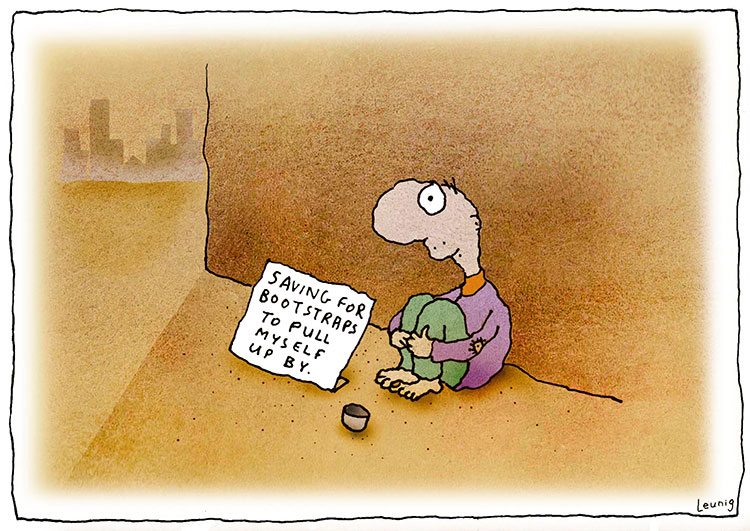 SAVING FOR
BOOTSTRAPS
TO PULL
MYSELF
UP BY.
Leunig